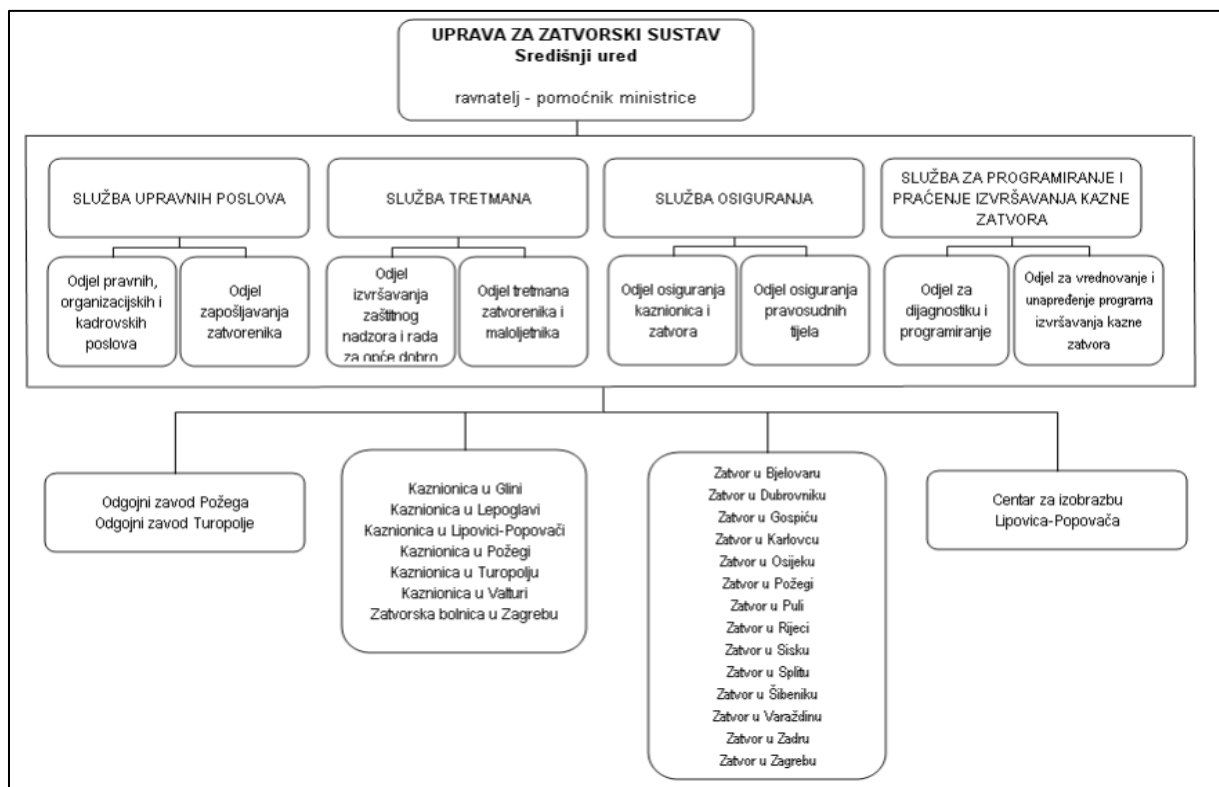 UPRAVA ZA ZATVORSKI SUSTAV
Središnji ured
ravnatelj - pomoćnik ministrice
SLUŽBA UPRAVNIH POSLOVA
SLUŽBA TRETMANA
SLUŽBA OSIGURANJA
SLUŽBA ZA PROGRAMIRANJE I
PRAĆENJE IZVRŠAVANJA KAZNE
ZATVORA
Odjel pravnih,
organizacijskih i
kadrovskih
poslova
Odjel
zapošljavanja
zatvorenika
Odjel
izvršavanja
zaštitnog
nadzora i rada
za opće dobro
Odjel tretmana
zatvorenika i
maloljetnika
Odjel osiguranja
kaznionica i
zatvora
Odjel osiguranja
pravosudnih
tijela
Odjel za
dijagnostiku i
programiranje
Odjel za vrednovanje i
unapređenje programa
izvršavanja kazne
zatvora
Odgojni zavod Požega
Odgojni zavod Turopolje
Kaznionica u Glini
Kaznionica u Lepoglavi
Kaznionica u Lipovici-Popovači
Kaznionica u Požegi
Kaznionica u Turopolju
Kaznionica u Valturi
Zatvorska bolnica u Zagrebu
Zatvor u Bjelovaru
Zatvor u Dubrovniku
Zatvor u Gospiću
Zatvor u Karlovcu
Zatvor u Osijeku
Zatvor u Požegi
Zatvor u Puli
Zatvor u Rijeci
Zatvor u Sisku
Zatvor u Splitu
Zatvor u Šibeniku
Zatvor u Varaždinu
Zatvor u Zadru
Zatvor u Zagrebu
Centar za izobrazbu
Lipovica-Popovača